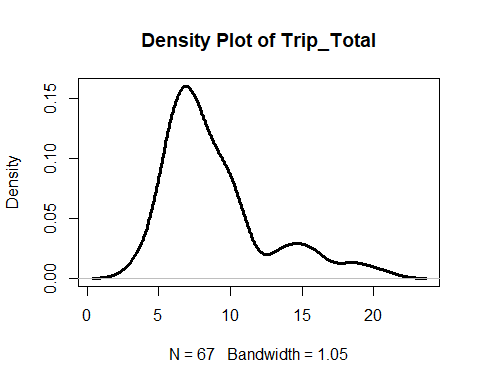 Density Plot of Trip_Total
Density
0.15
0.10
0.05
0.00
0 5 10 15 20
N = 67 Bandwidth = 1.05